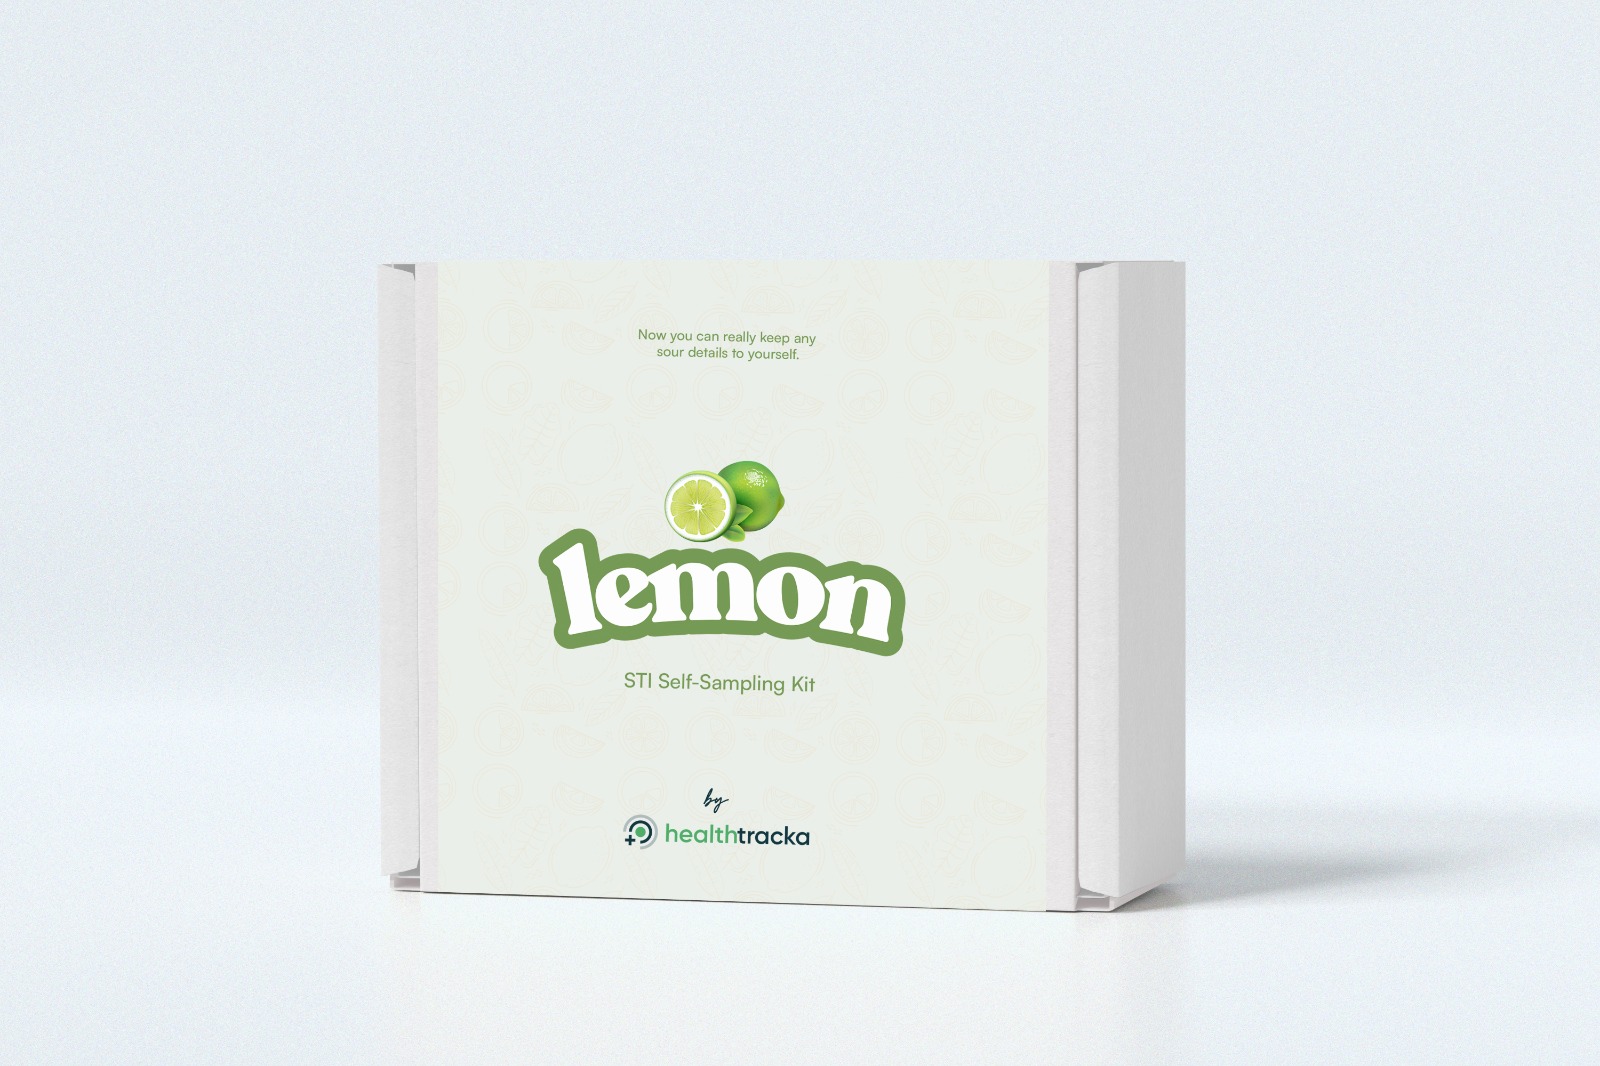 Now you can really keep any
sour details to yourself.
lemon
STI Self-Sampling Kit
by
healthtracka